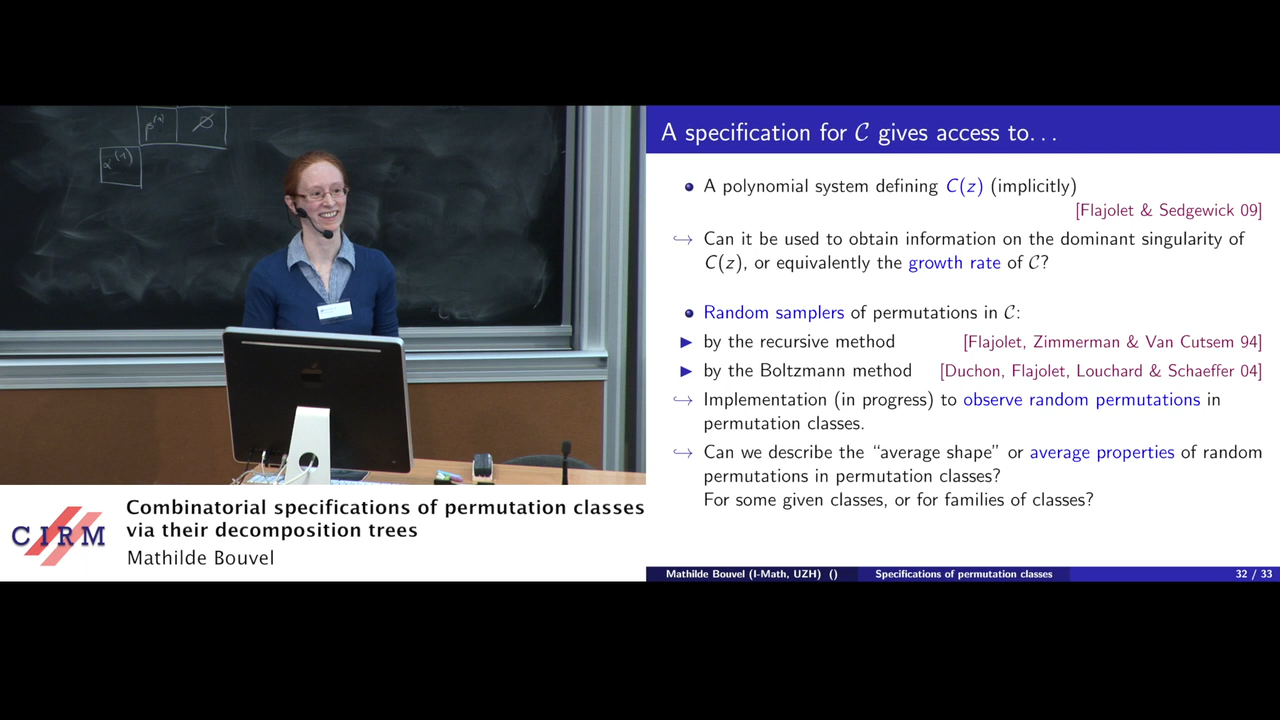 A specification for 𝒞 gives access to. . .
• A polynomial system defining C(z) (implicitly)
[Flajolet & Sedgewick 09]
↪ Can it be used to obtain information on the dominant singularity of
C(z), or equivalently the growth rate of 𝒞?
• Random samplers of permutations in 𝒞:
▶ by the recursive method [Flajolet, Zimmerman & Van Cutsem 94]
▶ by the Boltzmann method [Duchon, Flajolet, Louchard & Schaeffer 04]
↪ Implementation (in progress) to observe random permutations in
permutation classes.
↪ Can we describe the “average shape” or average properties of random
permutations in permutation classes?
For some given classes, or for families of classes?
Mathilde Bouvel (I-Math, UZH) () Specifications of permutation classes 32 / 33
CIRM
Combinatorial specifications of permutation classes
via their decomposition trees
Mathilde Bouvel